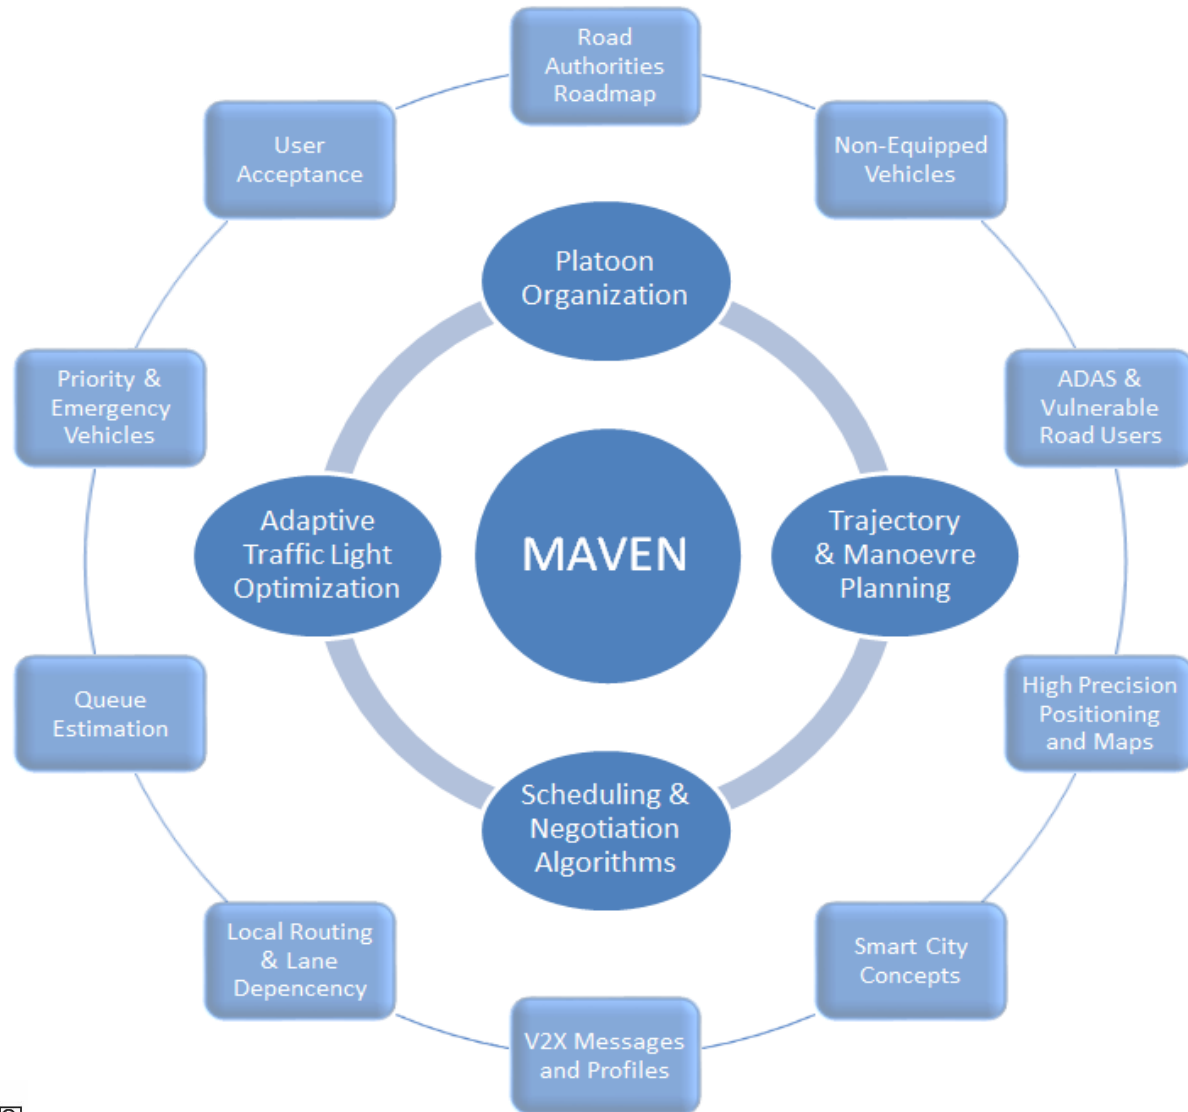 Road
Authorities
Roadmap
User
Acceptance
Non-Equipped
Vehicles
Platoon
Organization
Priority &
Emergency
Vehicles
ADAS &
Vulnerable
Road Users
Adaptive
Traffic Light
Optimization
MAVEN
Trajectory
& Manoevre
Planning
Queue
Estimation
High Precision
Positioning
and Maps
Scheduling &
Negotiation
Algorithms
Local Routing
& Lane
Depencency
Smart City
Concepts
V2X Messages
and Profiles